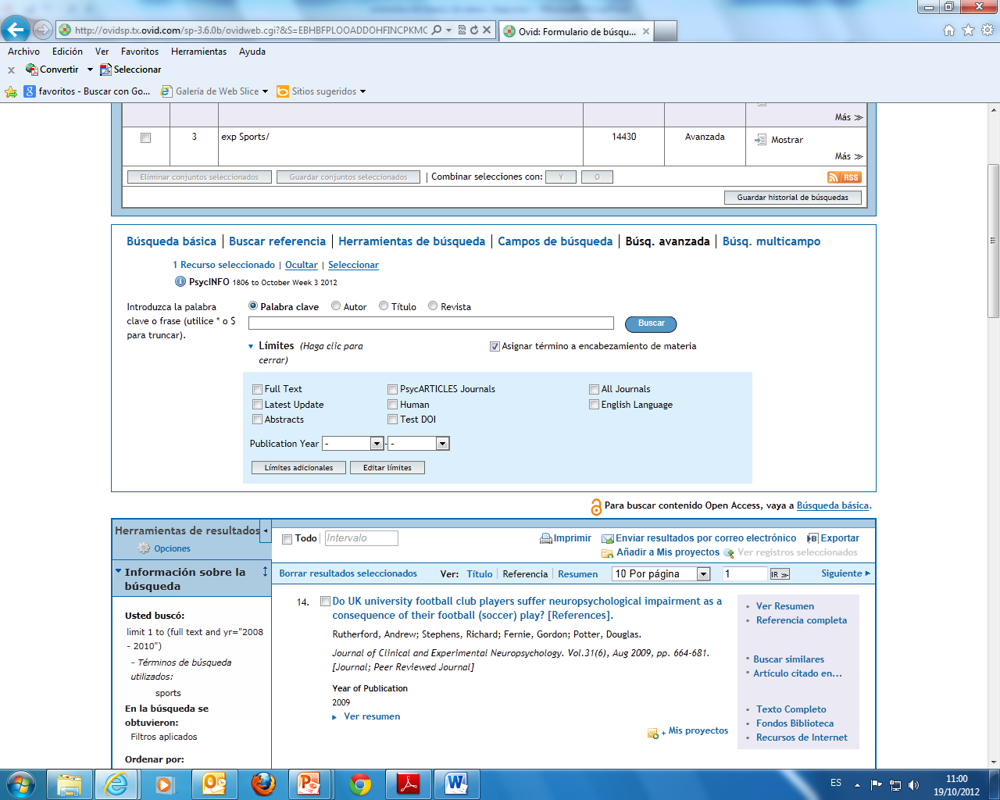 http://ovidsp.tx.ovid.com/sp-3.6.0b/ovidweb.cgi?&S=EBHBFPLOOADDOHFINCPKMC
Ovid: Formulario de búsqu...
Archivo Edición Ver Favoritos Herramientas Ayuda
x Convertir Seleccionar
favoritos - Buscar con Go... Galería de Web Slice Sitios sugeridos
Más ≫
3 exp Sports/ 14430 Avanzada Mostrar
Más ≫
Eliminar conjuntos seleccionados Guardar conjuntos seleccionados | Combinar selecciones con: Y O RSS
Guardar historial de búsquedas
Búsqueda básica | Buscar referencia | Herramientas de búsqueda | Campos de búsqueda | Búsq. avanzada | Búsq. multicampo
1 Recurso seleccionado | Ocultar | Seleccionar
PsycINFO 1806 to October Week 3 2012
Introduzca la palabra clave o frase (utilice * o $ para truncar).
Palabra clave Autor Título Revista
Buscar
Límites (Haga clic para cerrar)
Asignar término a encabezamiento de materia
Full Text PsycARTICLES Journals All Journals
Latest Update Human English Language
Abstracts Test DOI
Publication Year - - -
Límites adicionales Editar límites
Para buscar contenido Open Access, vaya a Búsqueda básica.
Herramientas de resultados
Opciones
Información sobre la búsqueda
Usted buscó:
limit 1 to (full text and yr="2008
- 2010")
- Términos de búsqueda
utilizados:
sports
En la búsqueda se
obtuvieron:
Filtros aplicados
Ordenar por:
Todo | Intervalo
Imprimir Enviar resultados por correo electrónico Exportar
Añadir a Mis proyectos Ver registros seleccionados
Borrar resultados seleccionados Ver: Título | Referencia | Resumen 10 Por página 1 IR ≫ Siguiente
14. Do UK university football club players suffer neuropsychological impairment as a
consequence of their football (soccer) play? [References].
Rutherford, Andrew; Stephens, Richard; Fernie, Gordon; Potter, Douglas.
Journal of Clinical and Experimental Neuropsychology. Vol.31(6), Aug 2009, pp. 664-681.
[Journal; Peer Reviewed Journal]
Year of Publication
2009
Ver resumen
+ Mis proyectos
Ver Resumen
Referencia completa
Buscar similares
Artículo citado en...
Texto Completo
Fondos Biblioteca
Recursos de Internet
ES 11:00
19/10/2012